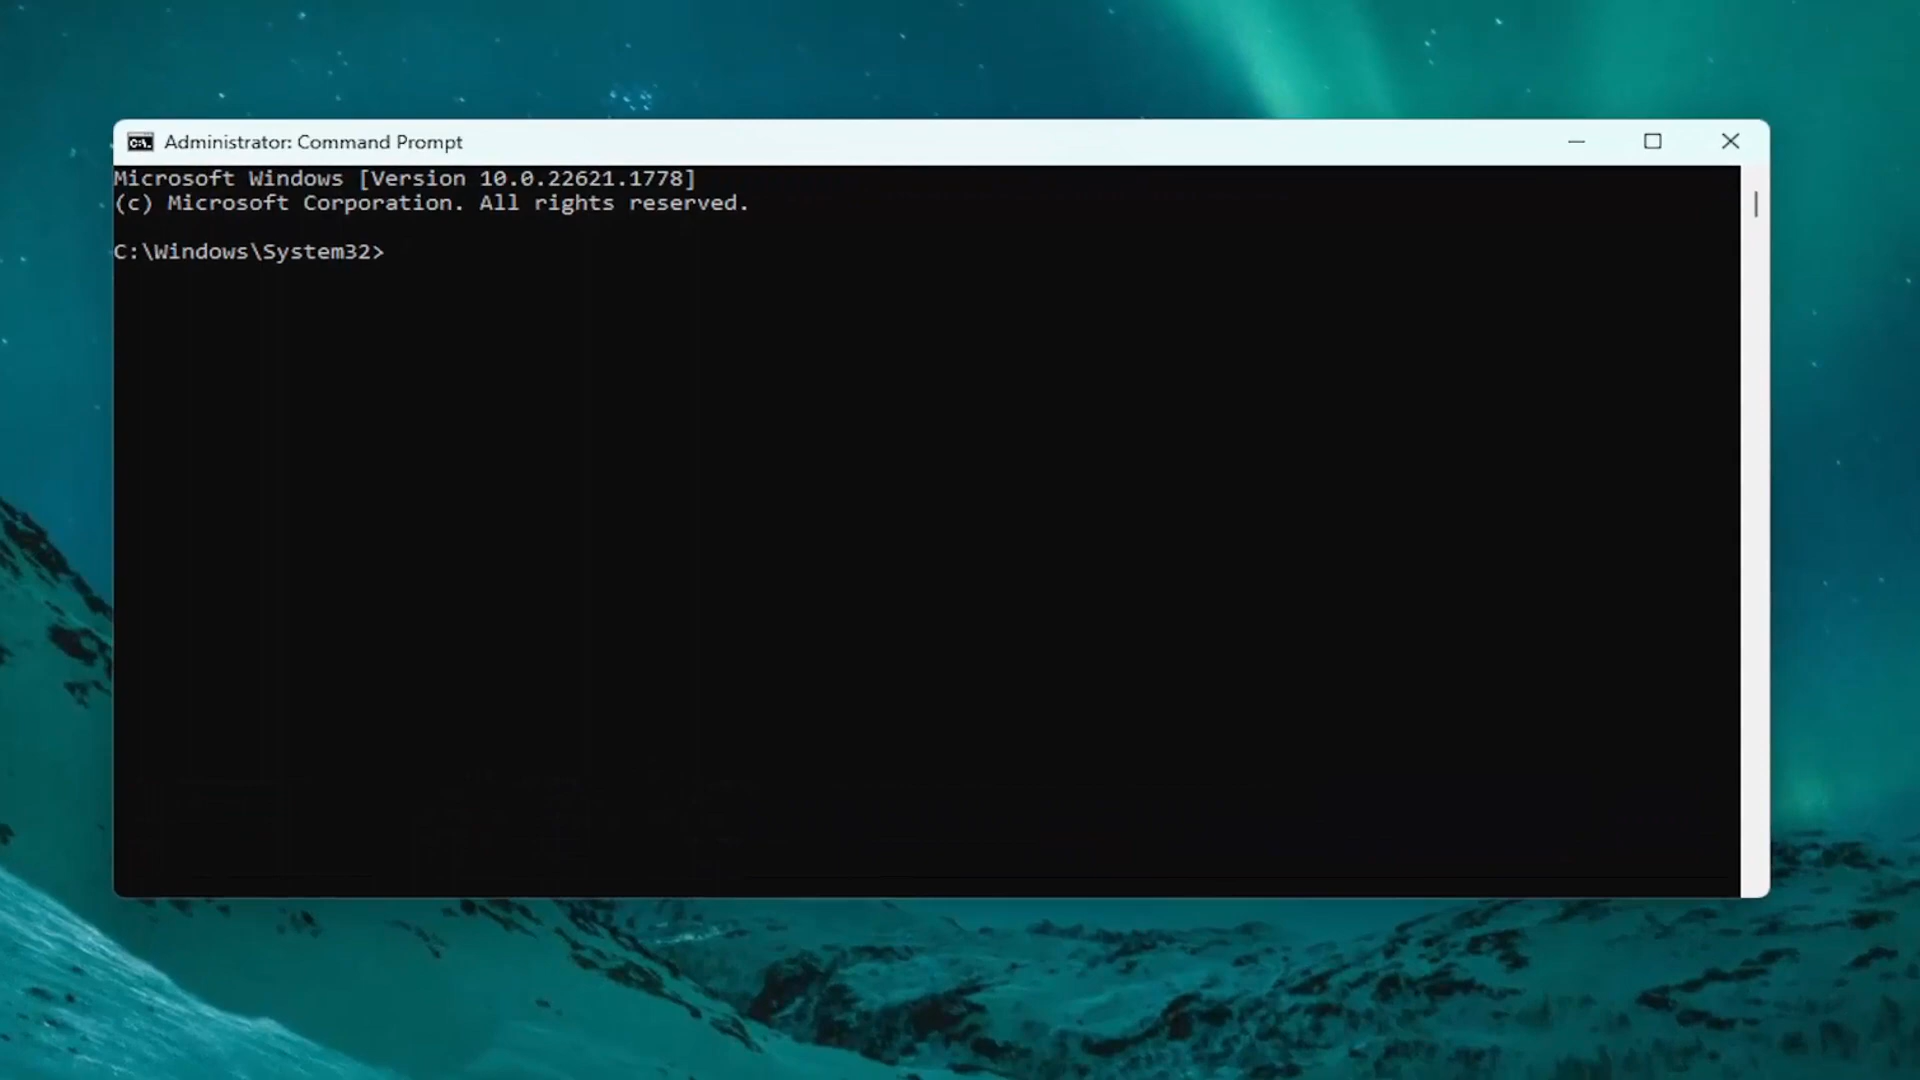 Administrator: Command Prompt
Microsoft Windows [Version 10.0.22621.1778]
(c) Microsoft Corporation. All rights reserved.
C:\Windows\System32>